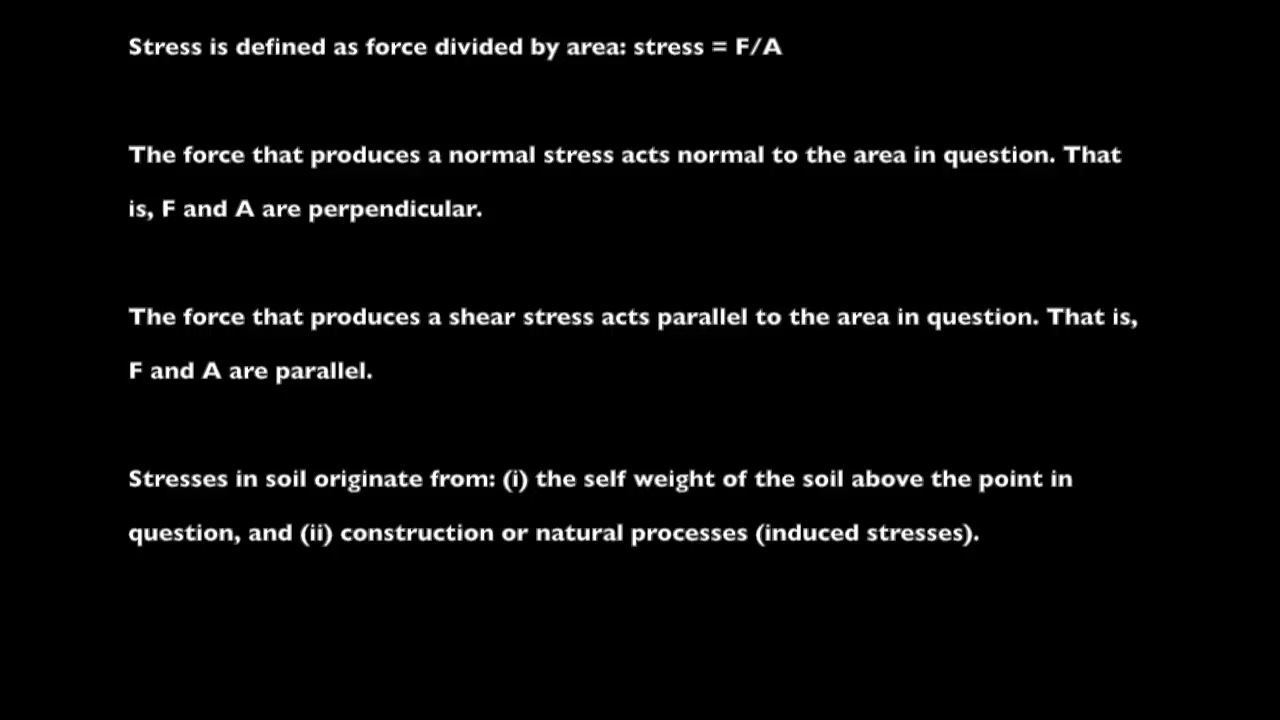 Stress is defined as force divided by area: stress = F/A
The force that produces a normal stress acts normal to the area in question. That
is, F and A are perpendicular.
The force that produces a shear stress acts parallel to the area in question. That is,
F and A are parallel.
Stresses in soil originate from: (i) the self weight of the soil above the point in
question, and (ii) construction or natural processes (induced stresses).